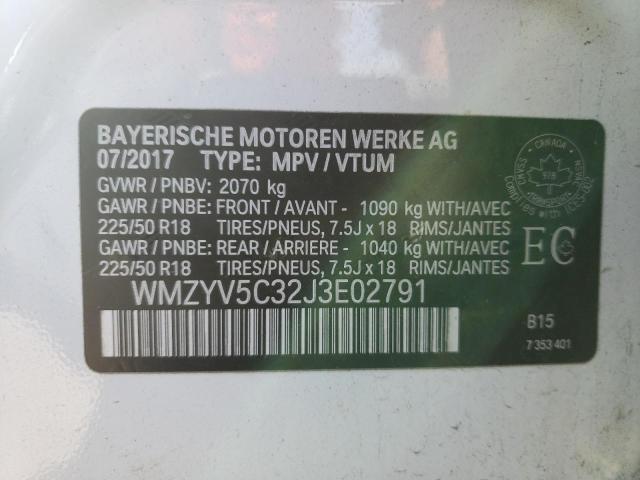 BAYERISCHE MOTOREN WERKE AG
07/2017 TYPE: MPV / VTUM
GVWR / PNBV: 2070 kg
GAWR / PNBE: FRONT / AVANT - 1090 kg WITH/AVEC
225/50 R18 TIRES/PNEUS, 7.5J x 18 RIMS/JANTES
GAWR / PNBE: REAR / ARRIERE - 1040 kg WITH/AVEC
225/50 R18 TIRES/PNEUS, 7.5J x 18 RIMS/JANTES
WMZYV5C32J3E02791
CANADA
EC
B15
7 353 401